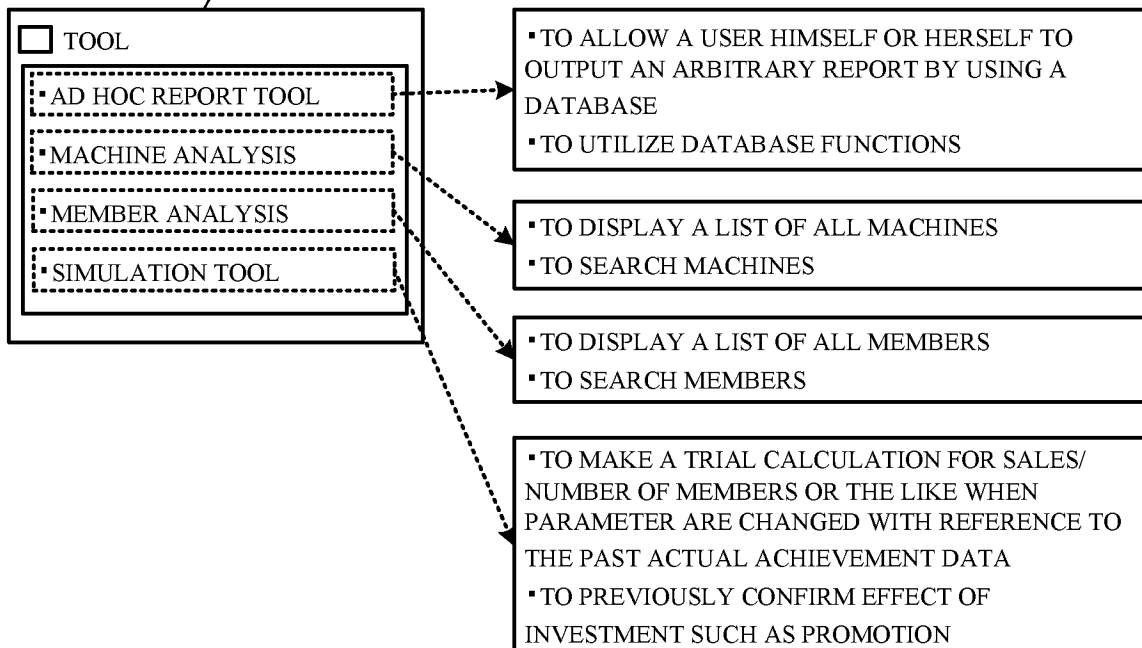 TOOL
▪AD HOC REPORT TOOL
▪MACHINE ANALYSIS
▪MEMBER ANALYSIS
▪SIMULATION TOOL
▪TO ALLOW A USER HIMSELF OR HERSELF TO
OUTPUT AN ARBITRARY REPORT BY USING A
DATABASE
▪TO UTILIZE DATABASE FUNCTIONS
▪TO DISPLAY A LIST OF ALL MACHINES
▪TO SEARCH MACHINES
▪TO DISPLAY A LIST OF ALL MEMBERS
▪TO SEARCH MEMBERS
▪TO MAKE A TRIAL CALCULATION FOR SALES/
NUMBER OF MEMBERS OR THE LIKE WHEN
PARAMETER ARE CHANGED WITH REFERENCE TO
THE PAST ACTUAL ACHIEVEMENT DATA
▪TO PREVIOUSLY CONFIRM EFFECT OF
INVESTMENT SUCH AS PROMOTION